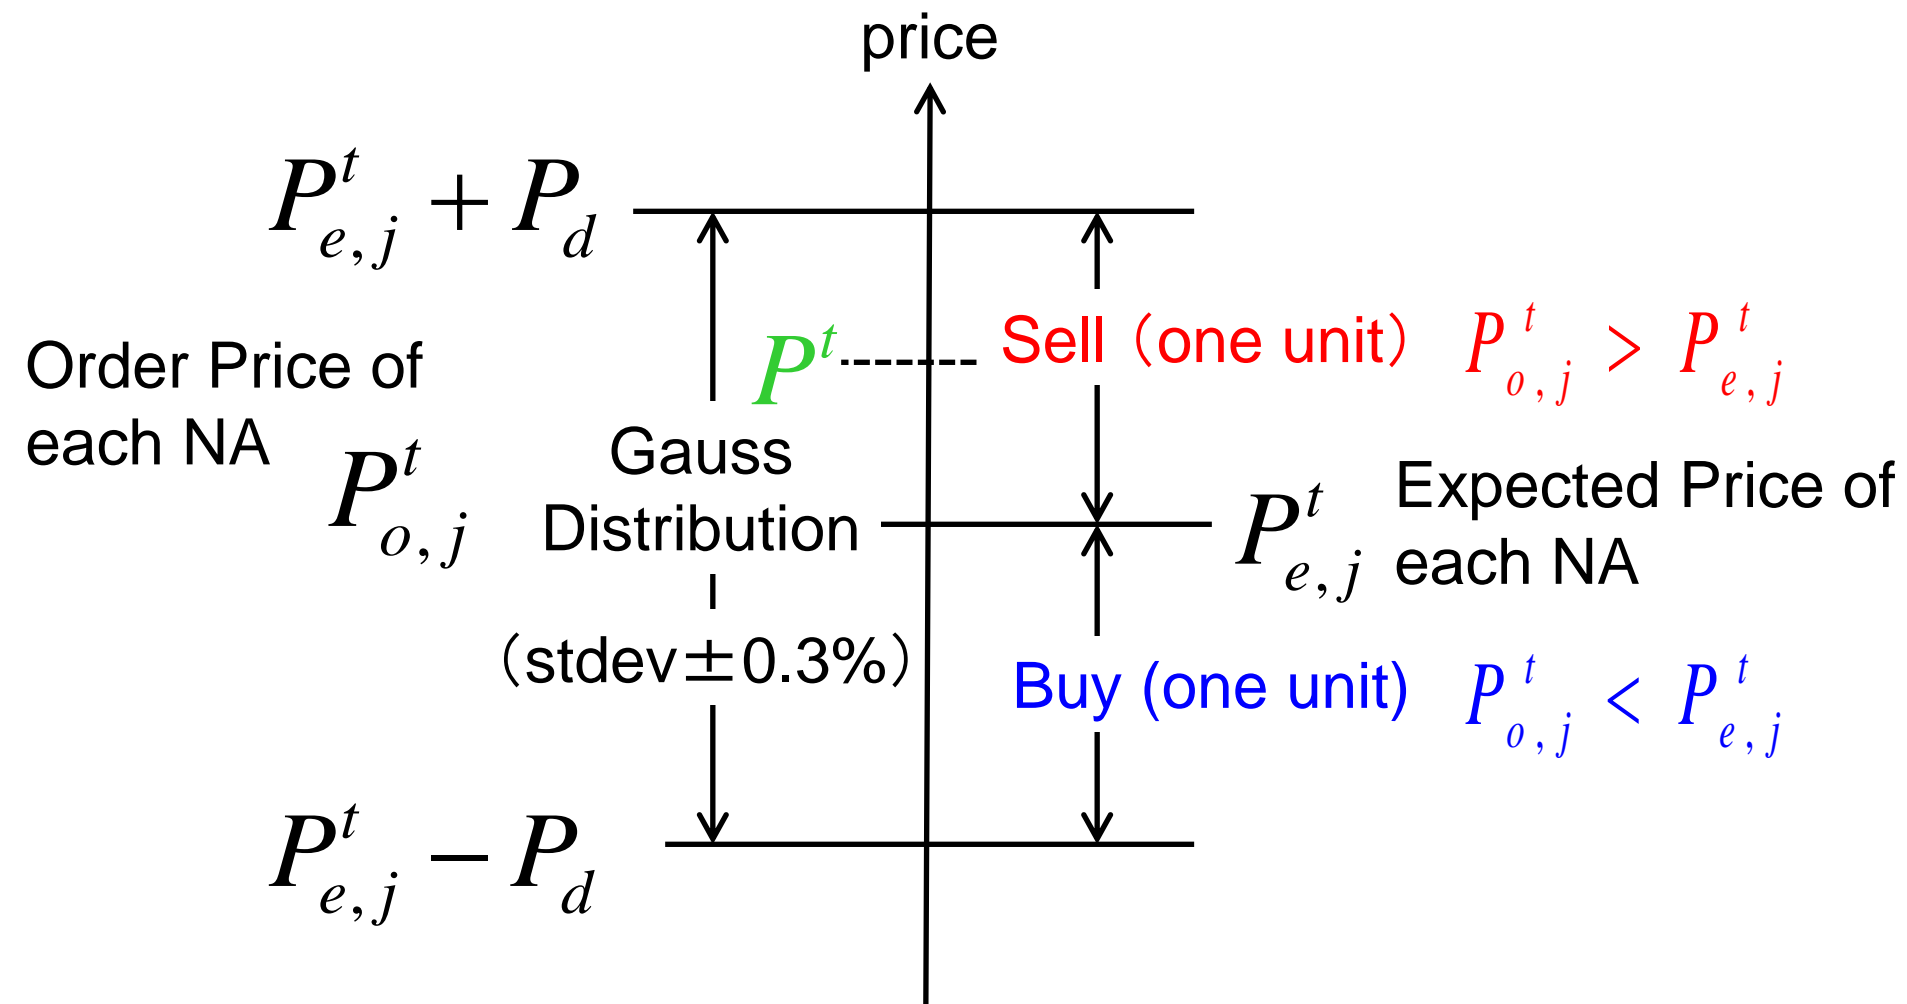 price
P^t_{e,j} + P_d
P^t
Sell（one unit） P^t_{o,j} > P^t_{e,j}
Order Price of
each NA
P^t_{o,j}
Gauss
Distribution
（stdev±0.3%）
P^t_{e,j}
Expected Price of
each NA
Buy (one unit) P^t_{o,j} < P^t_{e,j}
P^t_{e,j} − P_d